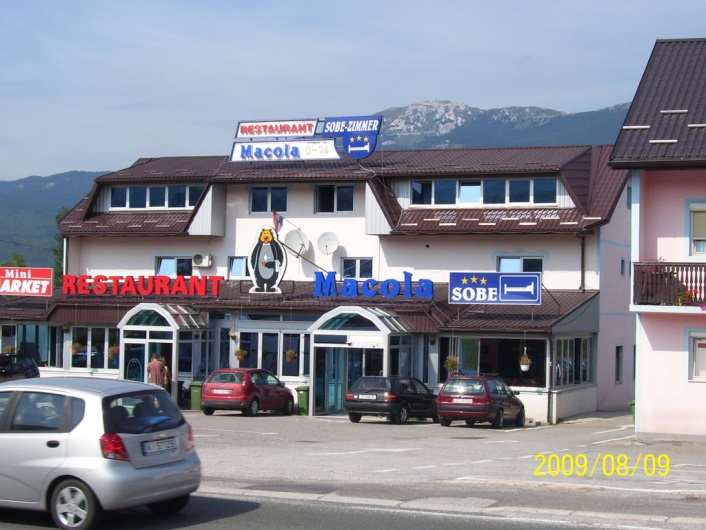 RESTAURANT
SOBE-ZIMMER
Macola
Mini
MARKET
RESTAURANT
Macola
SOBE
2009/08/09